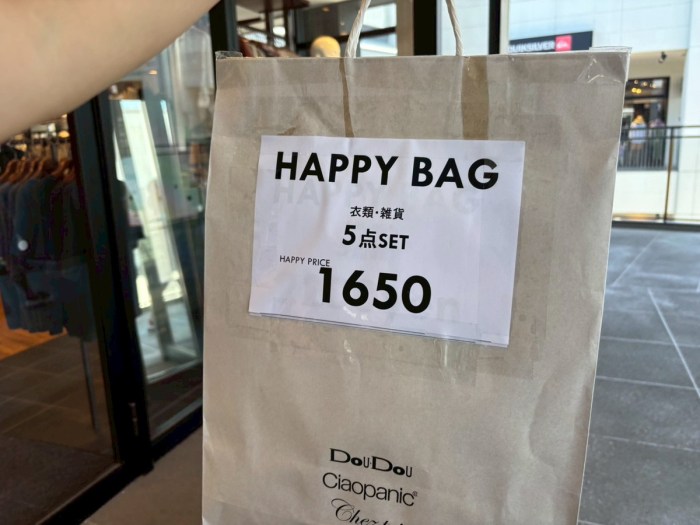 QUIKSILVER
HAPPY BAG
衣類・雑貨
5点SET
HAPPY PRICE
1650
DouDou
Ciaopanic